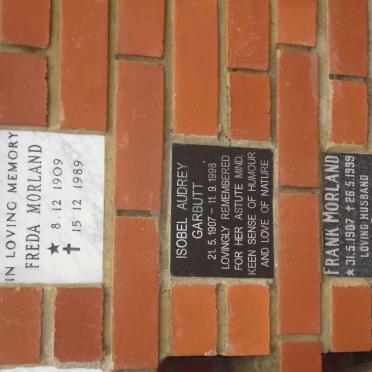 IN LOVING MEMORY
FREDA MORLAND
★ 8.12 1909
✝ 15 12 1989
ISOBEL AUDREY
GARBUTT
21.5.1907 - 11.9.1998
LOVINGLY REMEMBERED
FOR HER ASTUTE MIND.
KEEN SENSE OF HUMOUR
AND LOVE OF NATURE
FRANK MORLAND
★ 31.5.1907 ✝ 26.5.1999
LOVING HUSBAND